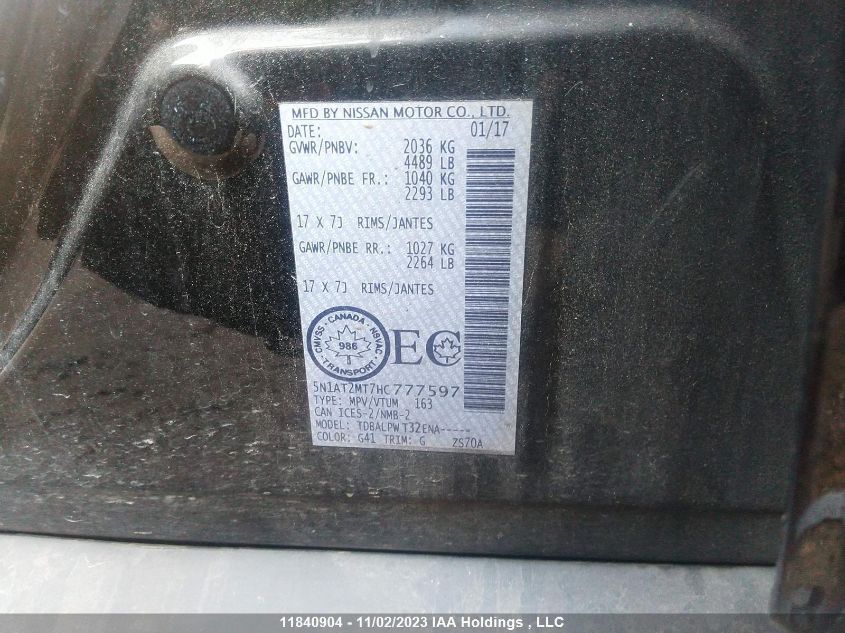 MFD BY NISSAN MOTOR CO., LTD.
DATE: 01/17
GVWR/PNBV: 2036 KG
4489 LB
GAWR/PNBE FR.: 1040 KG
2293 LB
17 X 7J RIMS/JANTES
GAWR/PNBE RR.: 1027 KG
2264 LB
17 X 7J RIMS/JANTES
CMVSS · CANADA · NSVAC
986
TRANSPORT
EC
5N1AT2MT7HC777597
TYPE: MPV/VTUM 163
CAN ICES-2/NMB-2
MODEL: TDBALPWT32ENA-----
COLOR: G41 TRIM: G ZS70A
11840904 - 11/02/2023 IAA Holdings , LLC